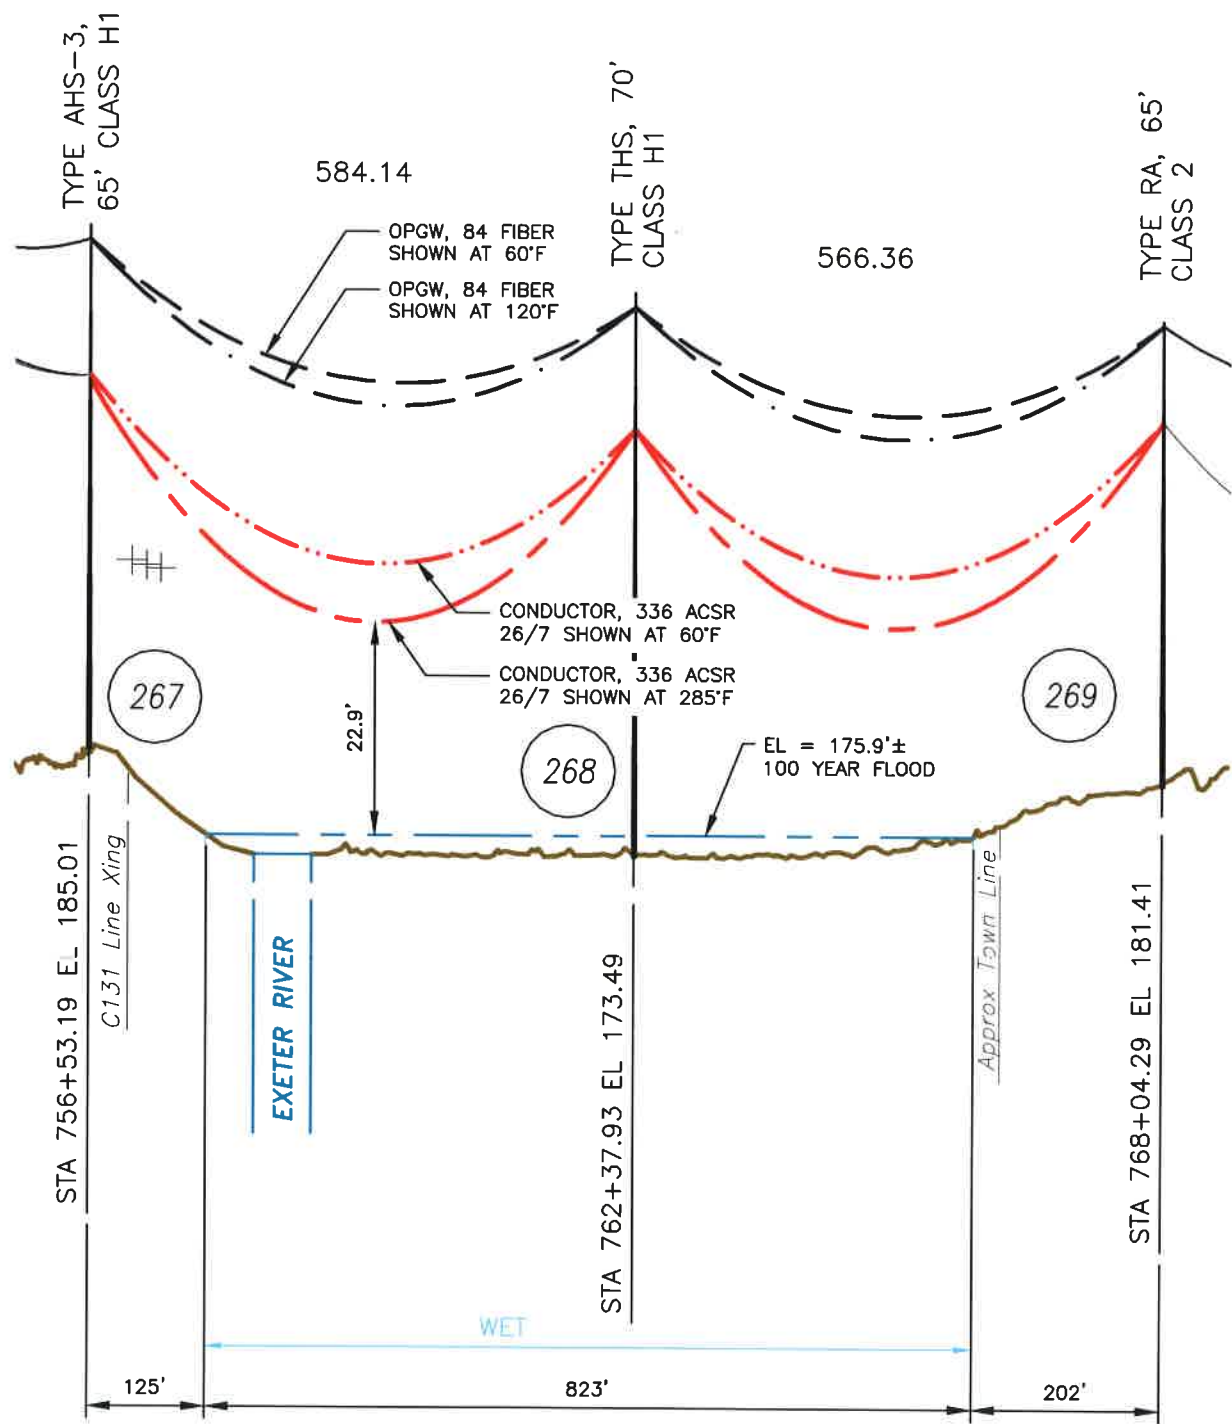 TYPE AHS-3,
65' CLASS H1
584.14
TYPE THS, 70'
CLASS H1
566.36
TYPE RA, 65'
CLASS 2
OPGW, 84 FIBER
SHOWN AT 60°F
OPGW, 84 FIBER
SHOWN AT 120°F
CONDUCTOR, 336 ACSR
26/7 SHOWN AT 60°F
CONDUCTOR, 336 ACSR
26/7 SHOWN AT 285°F
267
22.9'
268
269
EL = 175.9'±
100 YEAR FLOOD
STA 756+53.19 EL 185.01
C131 Line Xing
EXETER RIVER
STA 762+37.93 EL 173.49
Approx Town Line
STA 768+04.29 EL 181.41
WET
125'
823'
202'